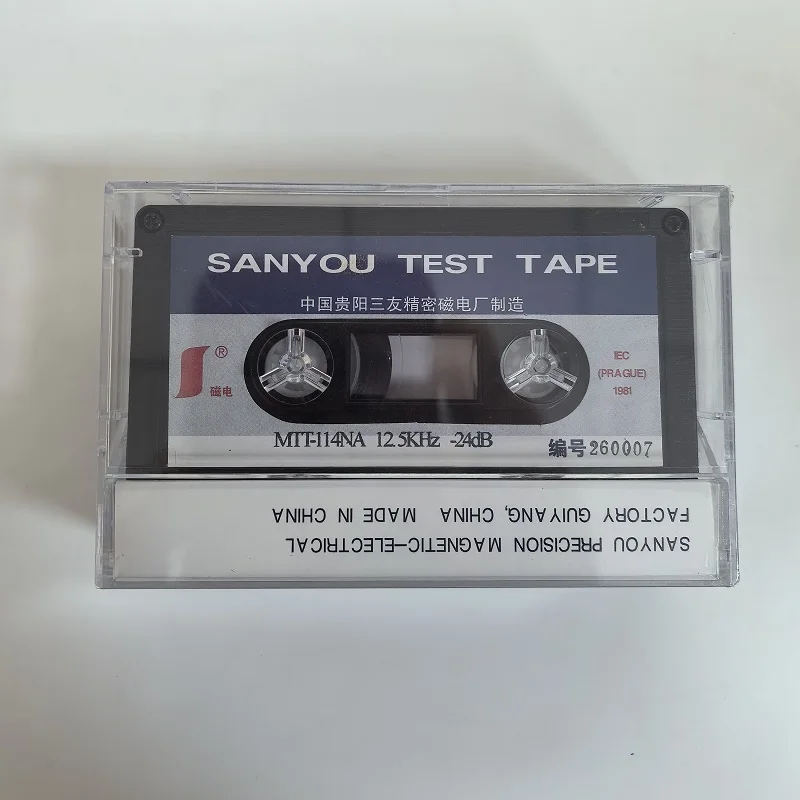 SANYOU TEST TAPE
中国贵阳三友精密磁电厂制造
®
磁电
IEC
(PRAGUE)
1981
MTT-114NA 12.5KHz -24dB
编号260007
SANYOU PRECISION MAGNETIC-ELECTRICAL
FACTORY GUIYANG, CHINA MADE IN CHINA